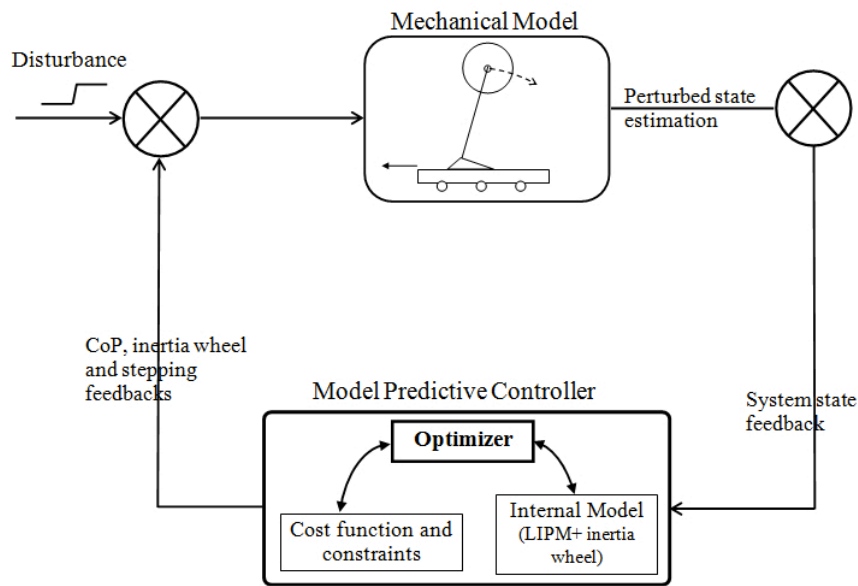 Mechanical Model
Disturbance
Perturbed state
estimation
CoP, inertia wheel
and stepping
feedbacks
System state
feedback
Model Predictive Controller
Optimizer
Cost function and
constraints
Internal Model
(LIPM+ inertia
wheel)